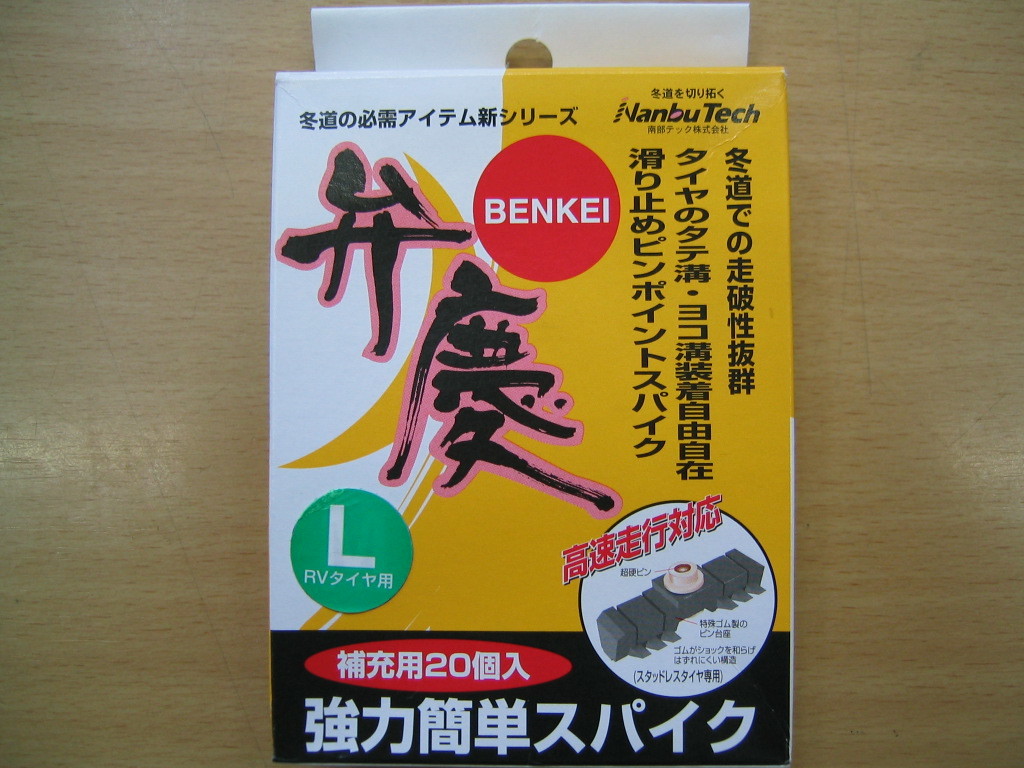 冬道の必需アイテム新シリーズ
冬道を切り拓く
NanbuTech
南部テック株式会社
弁慶
BENKEI
冬道での走破性抜群
タイヤのタテ溝・ヨコ溝装着自由自在
滑り止めピンポイントスパイク
L
RVタイヤ用
高速走行対応
超硬ピン
特殊ゴム製の
ピン台座
ゴムがショックを和らげ
はずれにくい構造
(スタッドレスタイヤ専用)
補充用20個入
強力簡単スパイク